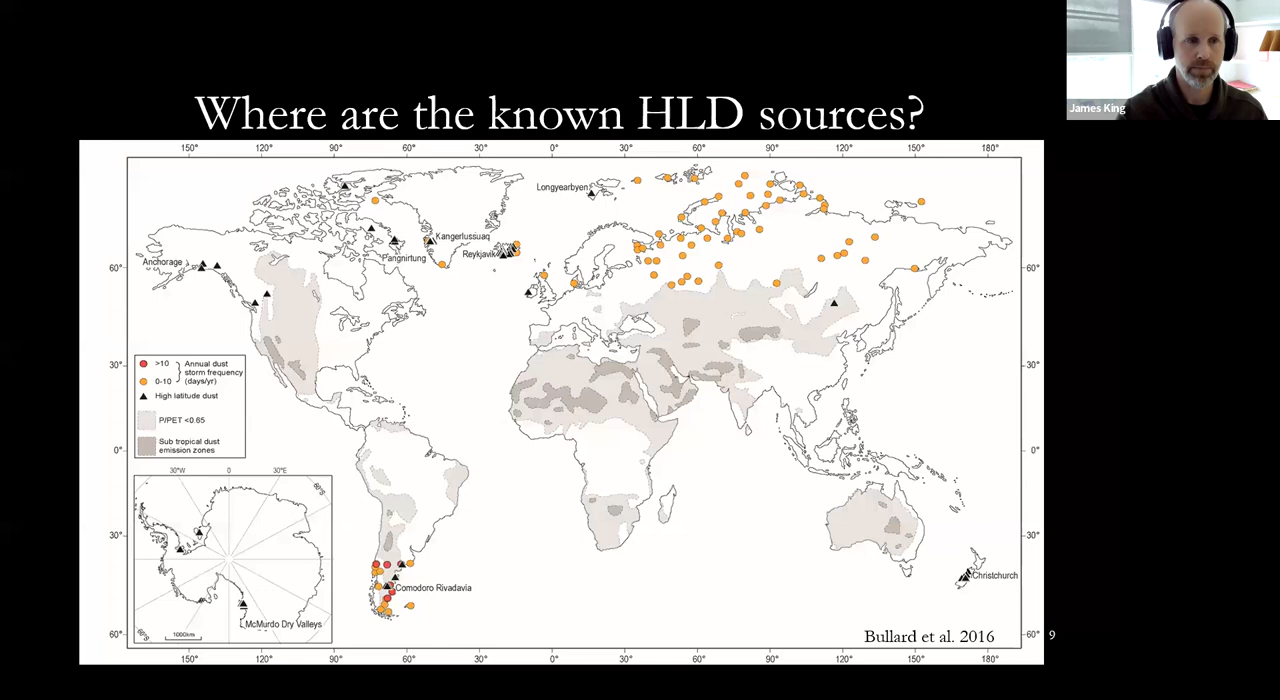 James King
Where are the known HLD sources?
150° 120° 90° 60° 30° 0° 30° 60° 90° 120° 150° 180°
Longyearbyen
Kangerlussuaq
Pangnirtung
Reykjavik
Anchorage
60° 60°
30° 30°
>10
0-10
Annual dust
storm frequency
(days/yr)
High latitude dust
P/PET <0.65
Sub tropical dust
emission zones
0° 0°
30°W 0 30°E
60°S
30° 30°
Christchurch
Comodoro Rivadavia
McMurdo Dry Valleys
60°S
1000km
Bullard et al. 2016
60° 60°
9
150° 120° 90° 60° 30° 0° 30° 60° 90° 120° 150° 180°